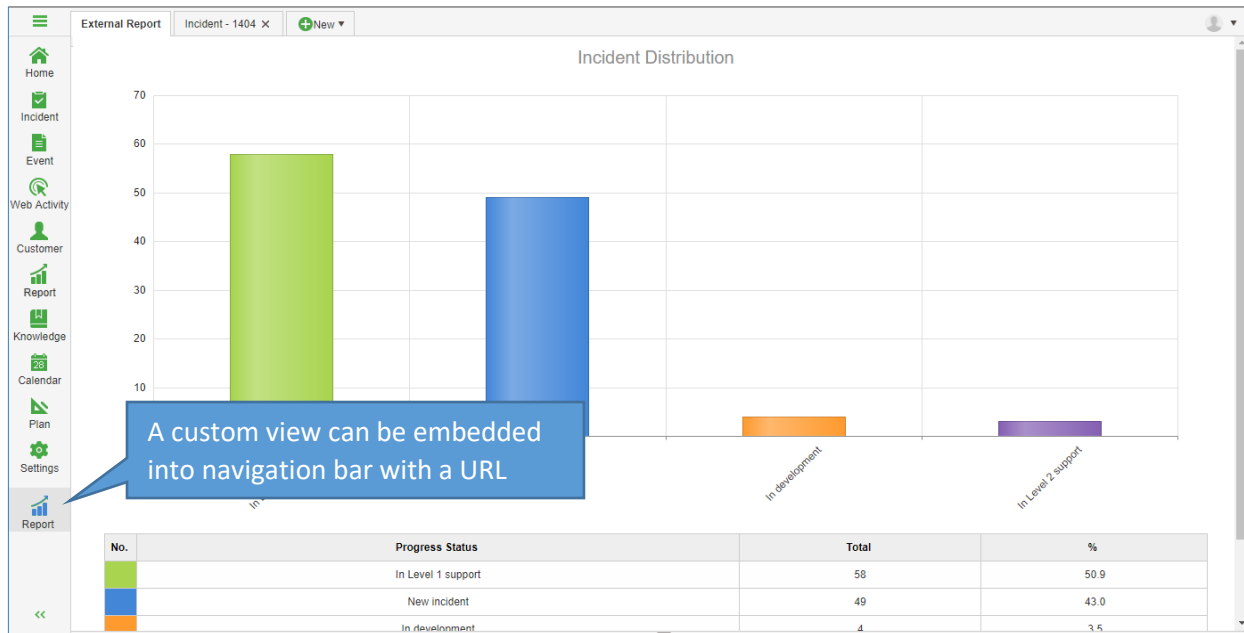 External Report
Incident - 1404 ×
New ▼
Home
Incident
Event
Web Activity
Customer
Report
Knowledge
28
Calendar
Plan
Settings
Report
<<
Incident Distribution
70
60
50
40
30
20
10
A custom view can be embedded
into navigation bar with a URL
In development
In Level 2 support
No. Progress Status Total %
In Level 1 support 58 50.9
New incident 49 43.0
In development 4 3.5